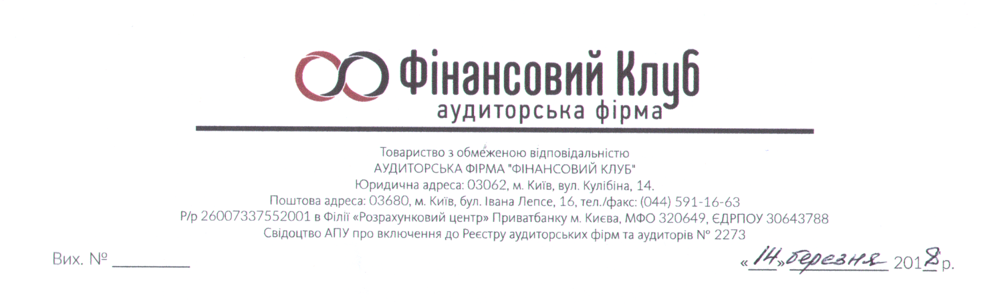 Фінансовий Клуб
аудиторська фірма
Товариство з обмеженою відповідальністю
АУДИТОРСЬКА ФІРМА "ФІНАНСОВИЙ КЛУБ"
Юридична адреса: 03062, м. Київ, вул. Кулібіна, 14.
Поштова адреса: 03680, м. Київ, бул. Івана Лепсе, 16, тел./факс: (044) 591-16-63
Р/р 26007337552001 в Філії «Розрахунковий центр» Приватбанку м. Києва, МФО 320649, ЄДРПОУ 30643788
Свідоцтво АПУ про включення до Реєстру аудиторських фірм та аудиторів № 2273
Вих. № ________ «14» березня 2018 р.